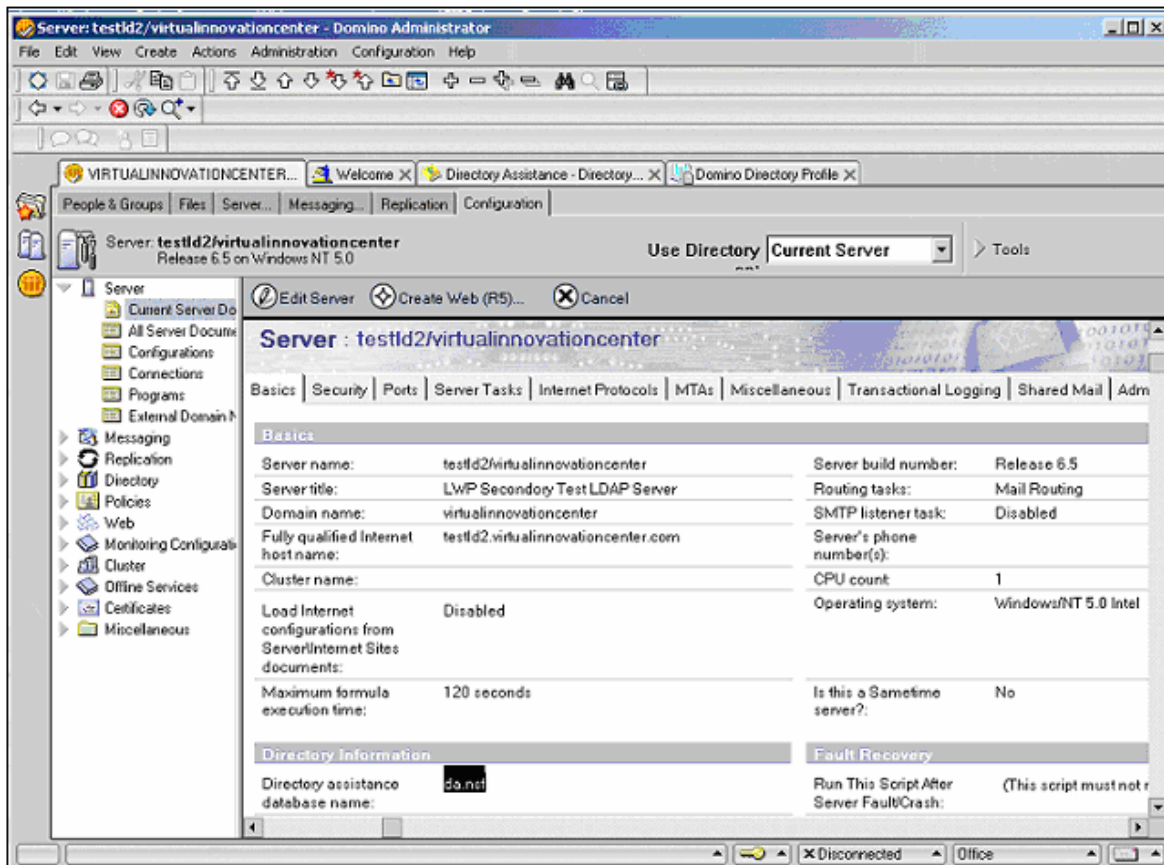 Server: testld2/virtualinnovationcenter - Domino Administrator
File Edit View Create Actions Administration Configuration Help
VIRTUALINNOVATIONCENTER... Welcome Directory Assistance - Directory... Domino Directory Profile
People & Groups Files Server... Messaging... Replication Configuration
Server: testld2/virtualinnovationcenter
Release 6.5 on Windows NT 5.0
Use Directory Current Server Tools
Server
Current Server Do
All Server Docume
Configurations
Connections
Programs
External Domain N
Messaging
Replication
Directory
Policies
Web
Monitoring Configurati
Cluster
Offline Services
Certificates
Miscellaneous
Edit Server Create Web (R5)... Cancel
Server : testld2/virtualinnovationcenter
Basics Security Ports Server Tasks Internet Protocols MTAs Miscellaneous Transactional Logging Shared Mail Adm
Basics
Server name: testld2/virtualinnovationcenter
Server title: LWP Secondory Test LDAP Server
Domain name: virtualinnovationcenter
Fully qualified Internet testld2.virtualinnovationcenter.com
host name:
Cluster name:
Load Internet Disabled
configurations from
Server\Internet Sites
documents:
Maximum formula 120 seconds
execution time:
Server build number: Release 6.5
Routing tasks: Mail Routing
SMTP listener task: Disabled
Server's phone
number(s):
CPU count: 1
Operating system: Windows/NT 5.0 Intel
Is this a Sametime No
server?:
Directory Information
Directory assistance da.nsf
database name:
Fault Recovery
Run This Script After (This script must not r
Server Fault/Crash:
Disconnected Office